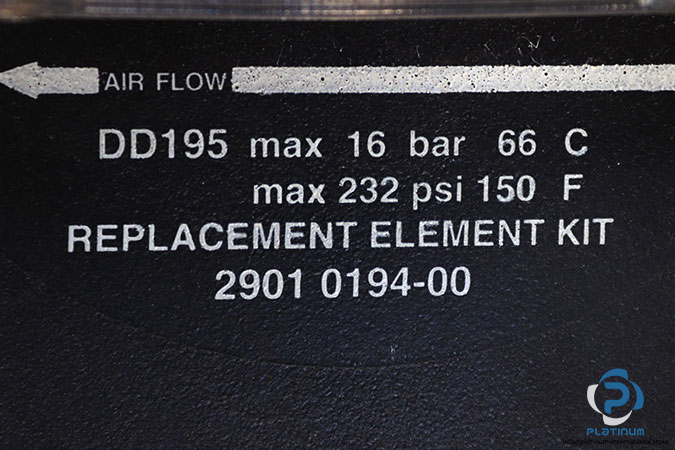 AIR FLOW
DD195 max 16 bar 66 C
max 232 psi 150 F
REPLACEMENT ELEMENT KIT
2901 0194-00
PLATINUM